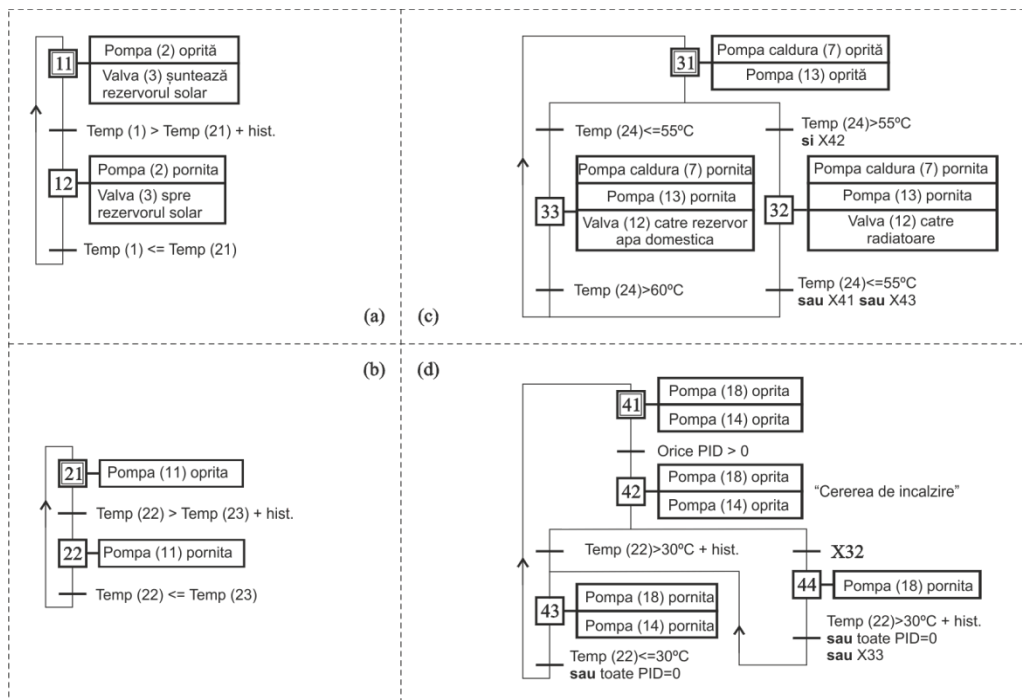 11
Pompa (2) oprită
Valva (3) șuntează
rezervorul solar
Temp (1) > Temp (21) + hist.
12
Pompa (2) pornita
Valva (3) spre
rezervorul solar
Temp (1) <= Temp (21)
(a)
(c)
31
Pompa caldura (7) oprită
Pompa (13) oprită
Temp (24)<=55ºC
Temp (24)>55ºC
si X42
33
Pompa caldura (7) pornita
Pompa (13) pornita
Valva (12) catre rezervor
apa domestica
32
Pompa caldura (7) pornita
Pompa (13) pornita
Valva (12) catre
radiatoare
Temp (24)>60ºC
Temp (24)<=55ºC
sau X41 sau X43
(b)
21
Pompa (11) oprita
Temp (22) > Temp (23) + hist.
22
Pompa (11) pornita
Temp (22) <= Temp (23)
(d)
41
Pompa (18) oprita
Pompa (14) oprita
Orice PID > 0
42
Pompa (18) oprita
Pompa (14) oprita
“Cererea de incalzire”
Temp (22)>30ºC + hist.
X32
43
Pompa (18) pornita
Pompa (14) pornita
44
Pompa (18) pornita
Temp (22)<=30ºC
sau toate PID=0
Temp (22)>30ºC + hist.
sau toate PID=0
sau X33